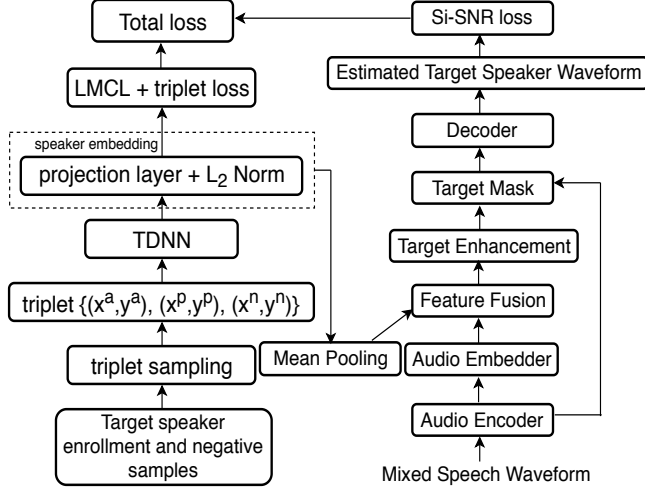 Total loss
Si-SNR loss
LMCL + triplet loss
Estimated Target Speaker Waveform
speaker embedding
projection layer + L₂ Norm
Decoder
Target Mask
TDNN
Target Enhancement
triplet {(xᵃ,yᵃ), (xᵖ,yᵖ), (xⁿ,yⁿ)}
Feature Fusion
triplet sampling
Mean Pooling
Audio Embedder
Target speaker
enrollment and negative
samples
Audio Encoder
Mixed Speech Waveform